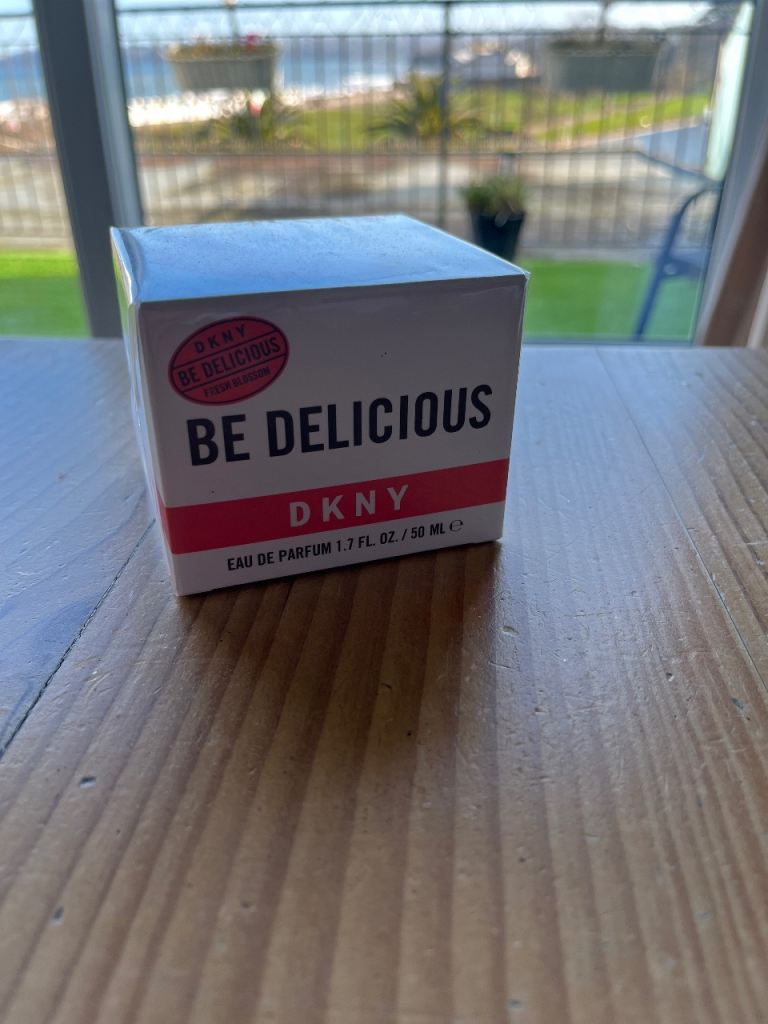 DKNY
BE DELICIOUS
FRESH BLOSSOM
BE DELICIOUS
DKNY
EAU DE PARFUM 1.7 FL. OZ. / 50 ML ℮